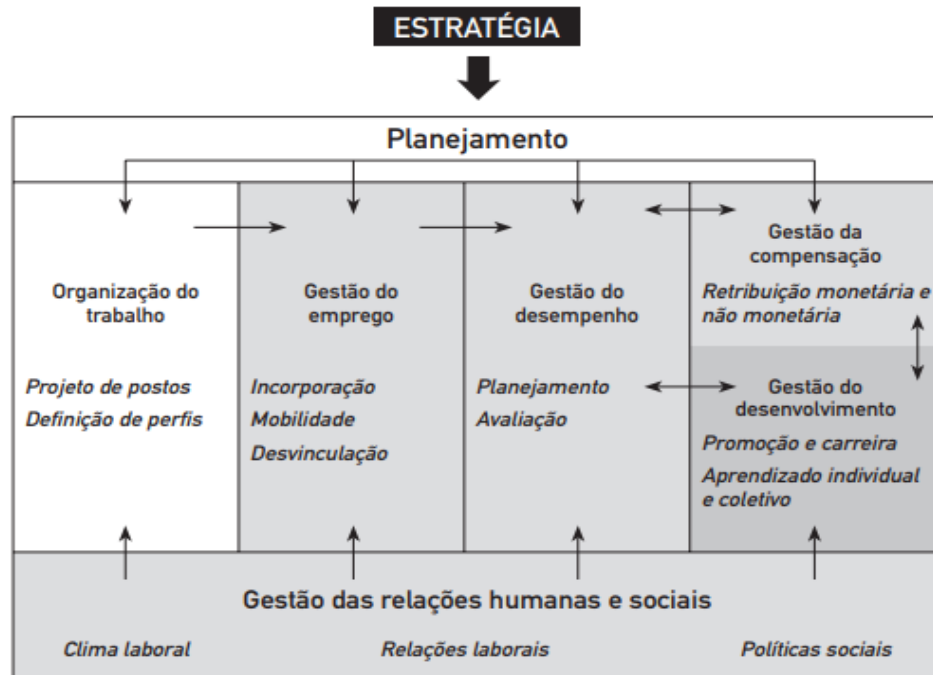 ESTRATÉGIA
Planejamento
Organização do
trabalho
Projeto de postos
Definição de perfis
Gestão do
emprego
Incorporação
Mobilidade
Desvinculação
Gestão do
desempenho
Planejamento
Avaliação
Gestão da
compensação
Retribuição monetária e
não monetária
Gestão do
desenvolvimento
Promoção e carreira
Aprendizado individual
e coletivo
Gestão das relações humanas e sociais
Clima laboral
Relações laborais
Políticas sociais